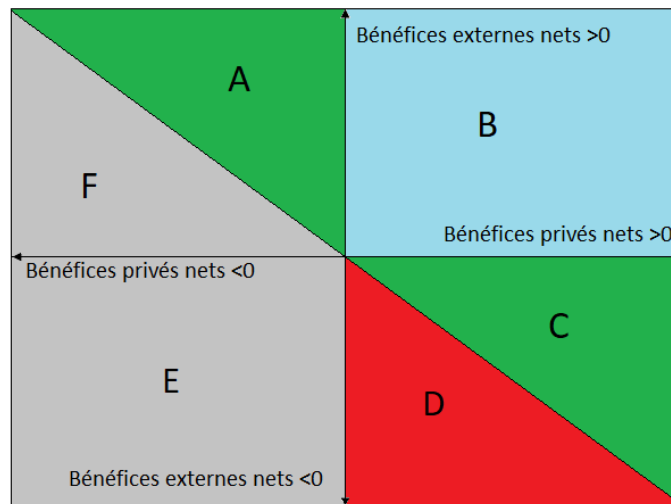 Bénéfices externes nets >0
A
B
F
Bénéfices privés nets >0
Bénéfices privés nets <0
C
E
D
Bénéfices externes nets <0